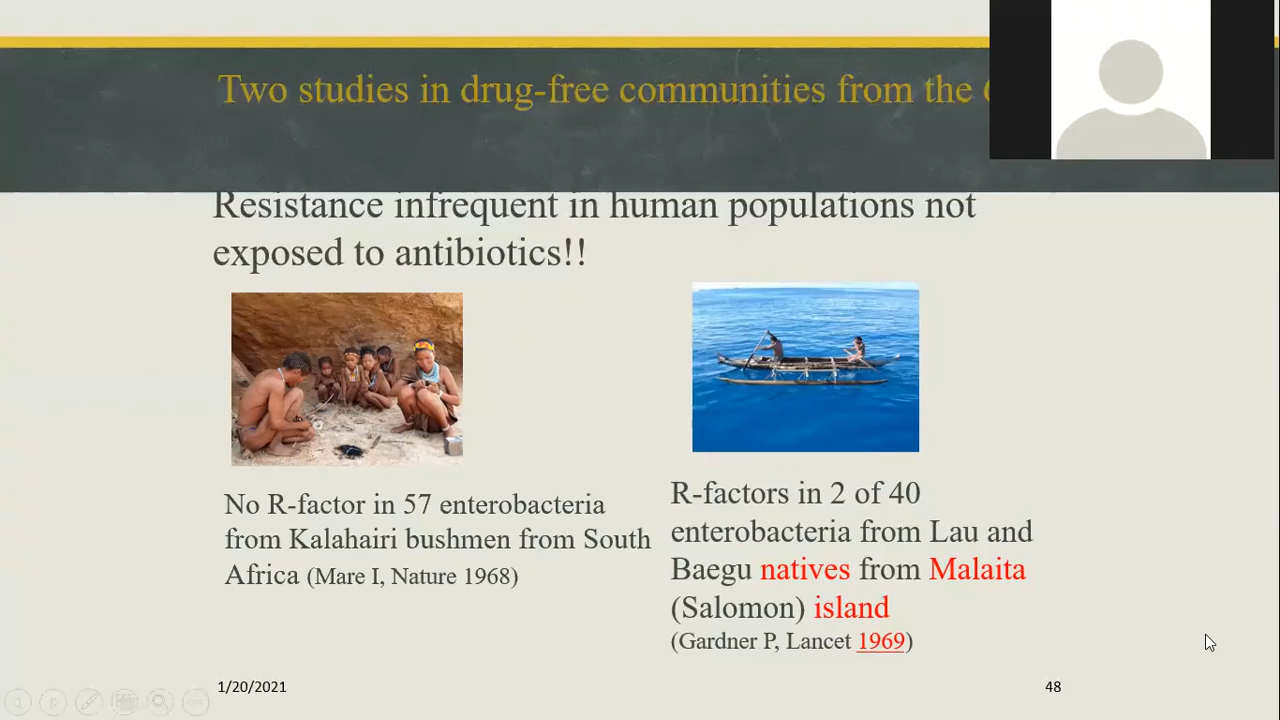 Two studies in drug-free communities from the
Resistance infrequent in human populations not
exposed to antibiotics!!
No R-factor in 57 enterobacteria
from Kalahairi bushmen from South
Africa (Mare I, Nature 1968)
R-factors in 2 of 40
enterobacteria from Lau and
Baegu natives from Malaita
(Salomon) island
(Gardner P, Lancet 1969)
1/20/2021
48